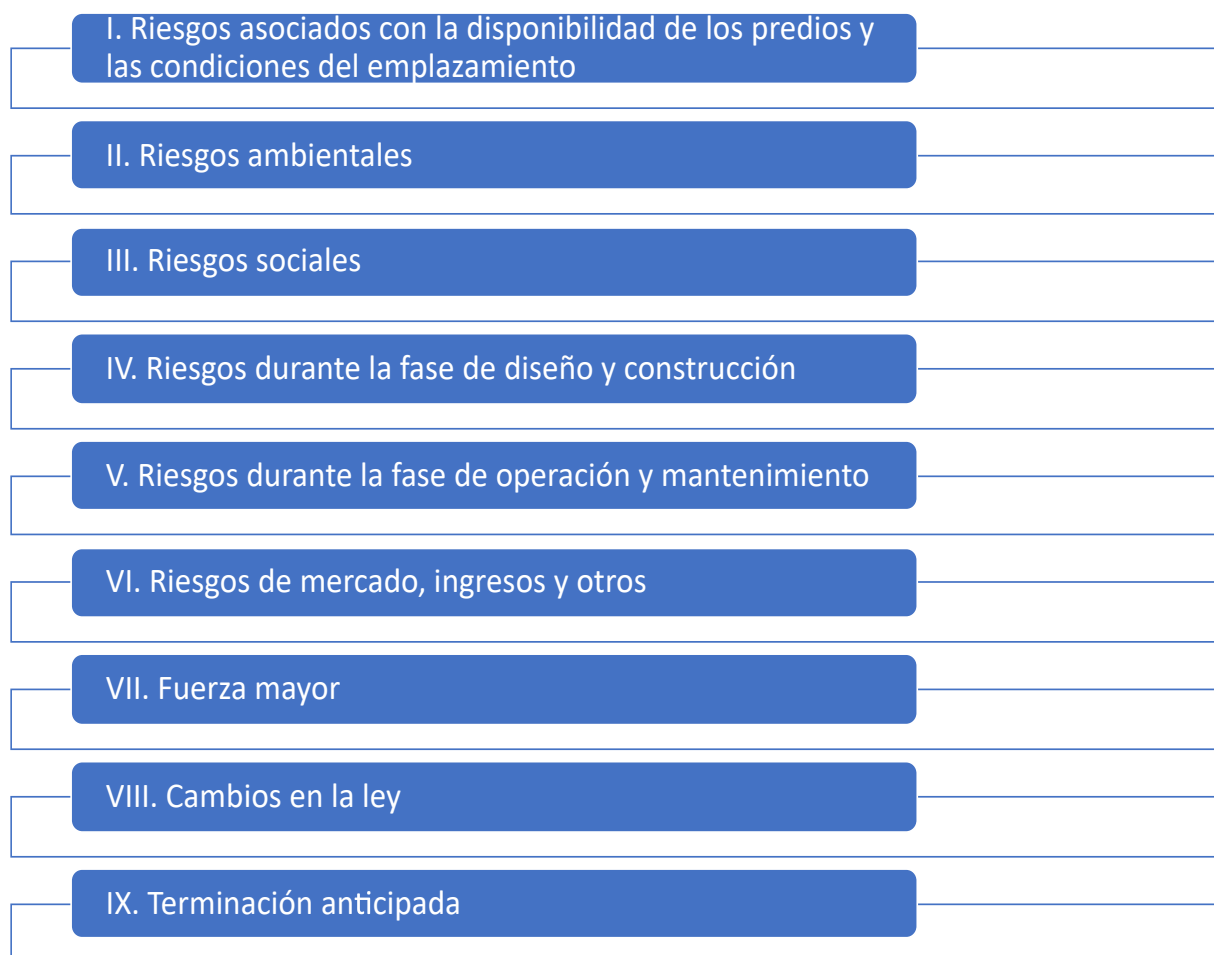 I. Riesgos asociados con la disponibilidad de los predios y
las condiciones del emplazamiento
II. Riesgos ambientales
III. Riesgos sociales
IV. Riesgos durante la fase de diseño y construcción
V. Riesgos durante la fase de operación y mantenimiento
VI. Riesgos de mercado, ingresos y otros
VII. Fuerza mayor
VIII. Cambios en la ley
IX. Terminación anticipada